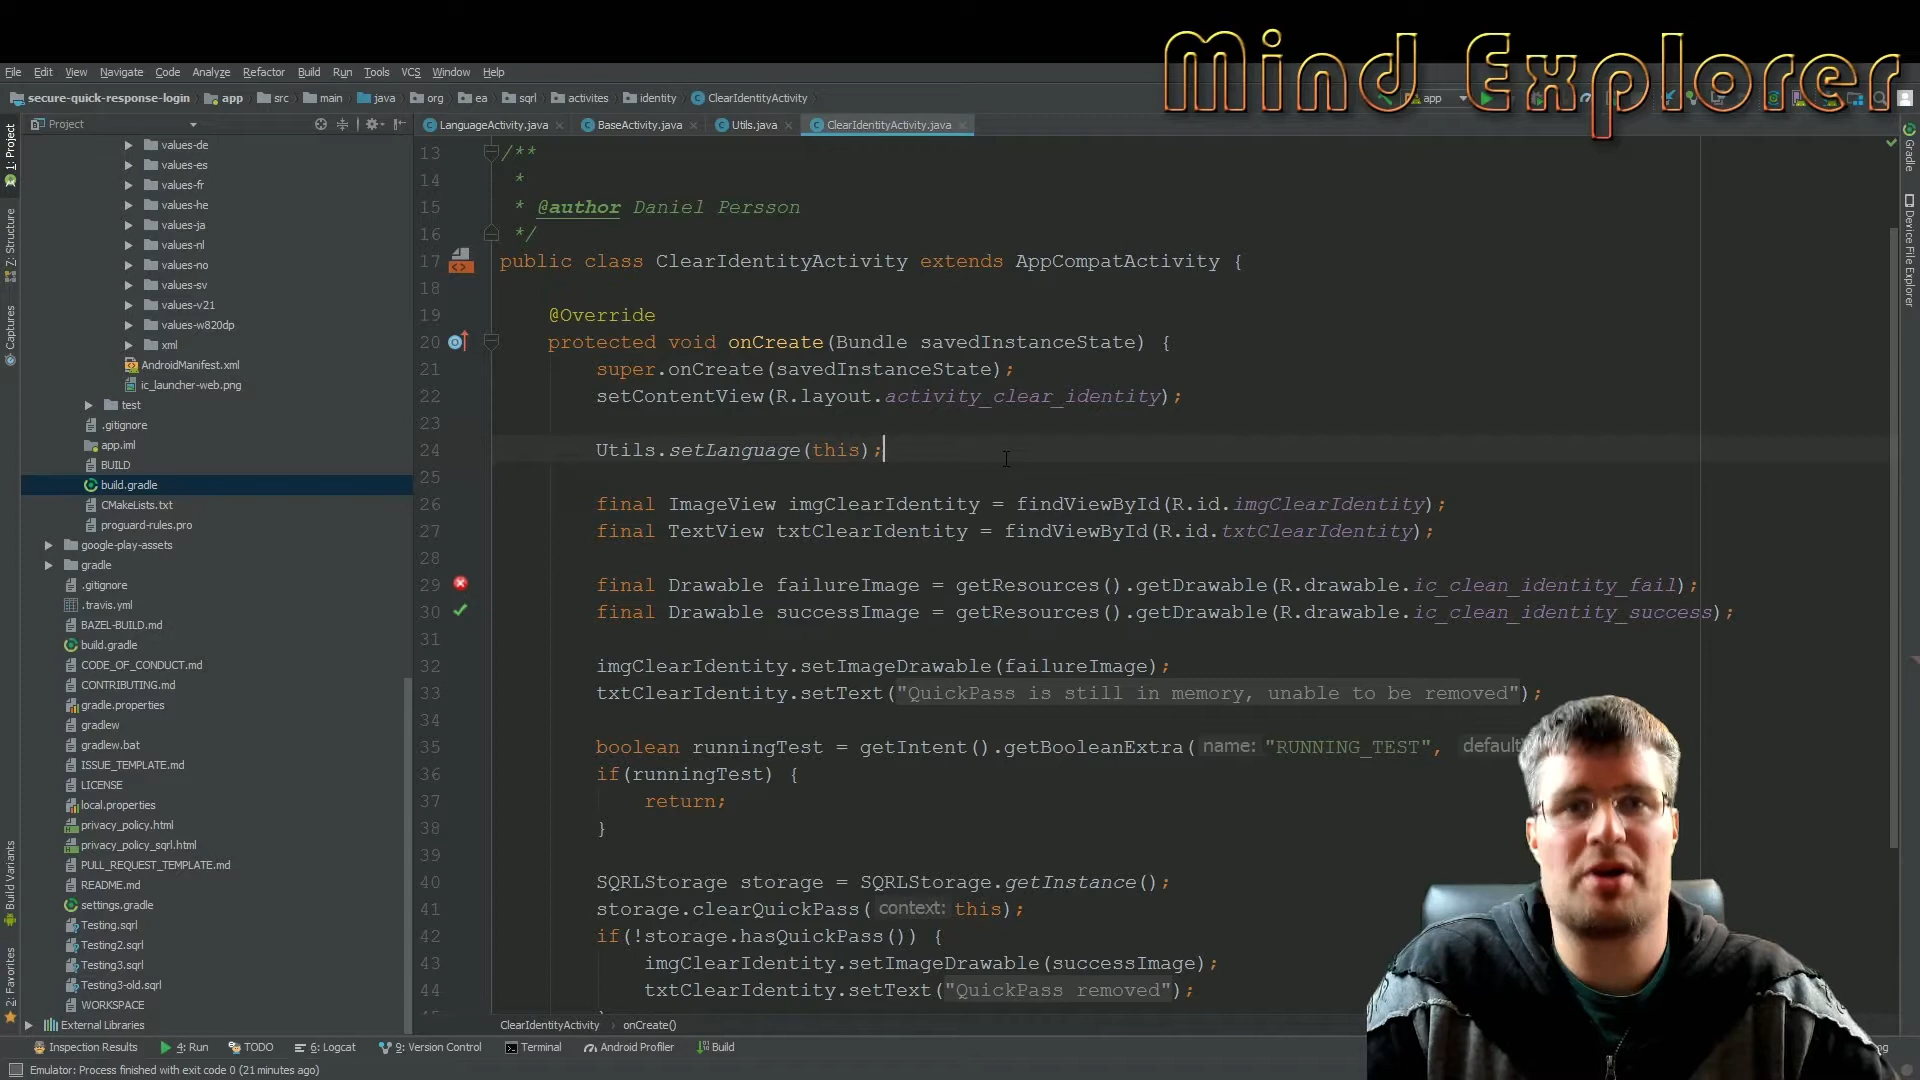 Mind Explorer
File Edit View Navigate Code Analyze Refactor Build Run Tools VCS Window Help
secure-quick-response-login app src main java org ea sqrl activites identity ClearIdentityActivity app
Project
LanguageActivity.java BaseActivity.java Utils.java ClearIdentityActivity.java
1: Project
Z: Structure
Captures
Build Variants
2: Favorites
Gradle
Device File Explorer
values-de
values-es
values-fr
values-he
values-ja
values-nl
values-no
values-sv
values-v21
values-w820dp
xml
AndroidManifest.xml
ic_launcher-web.png
test
.gitignore
app.iml
BUILD
build.gradle
CMakeLists.txt
proguard-rules.pro
google-play-assets
gradle
.gitignore
.travis.yml
BAZEL-BUILD.md
build.gradle
CODE_OF_CONDUCT.md
CONTRIBUTING.md
gradle.properties
gradlew
gradlew.bat
ISSUE_TEMPLATE.md
LICENSE
local.properties
privacy_policy.html
privacy_policy_sqrl.html
PULL_REQUEST_TEMPLATE.md
README.md
settings.gradle
Testing.sqrl
Testing2.sqrl
Testing3.sqrl
Testing3-old.sqrl
WORKSPACE
External Libraries
13 /**
14 *
15 * @author Daniel Persson
16 */
17 public class ClearIdentityActivity extends AppCompatActivity {
18
19 @Override
20 protected void onCreate(Bundle savedInstanceState) {
21 super.onCreate(savedInstanceState);
22 setContentView(R.layout.activity_clear_identity);
23
24 Utils.setLanguage(this);
25
26 final ImageView imgClearIdentity = findViewById(R.id.imgClearIdentity);
27 final TextView txtClearIdentity = findViewById(R.id.txtClearIdentity);
28
29 final Drawable failureImage = getResources().getDrawable(R.drawable.ic_clean_identity_fail);
30 final Drawable successImage = getResources().getDrawable(R.drawable.ic_clean_identity_success);
31
32 imgClearIdentity.setImageDrawable(failureImage);
33 txtClearIdentity.setText("QuickPass is still in memory, unable to be removed");
34
35 boolean runningTest = getIntent().getBooleanExtra( name: "RUNNING_TEST", default
36 if(runningTest) {
37 return;
38 }
39
40 SQRLStorage storage = SQRLStorage.getInstance();
41 storage.clearQuickPass( context: this);
42 if(!storage.hasQuickPass()) {
43 imgClearIdentity.setImageDrawable(successImage);
44 txtClearIdentity.setText("QuickPass removed");
ClearIdentityActivity onCreate()
Inspection Results 4: Run TODO 6: Logcat 9: Version Control Terminal Android Profiler Build
Emulator: Process finished with exit code 0 (21 minutes ago)